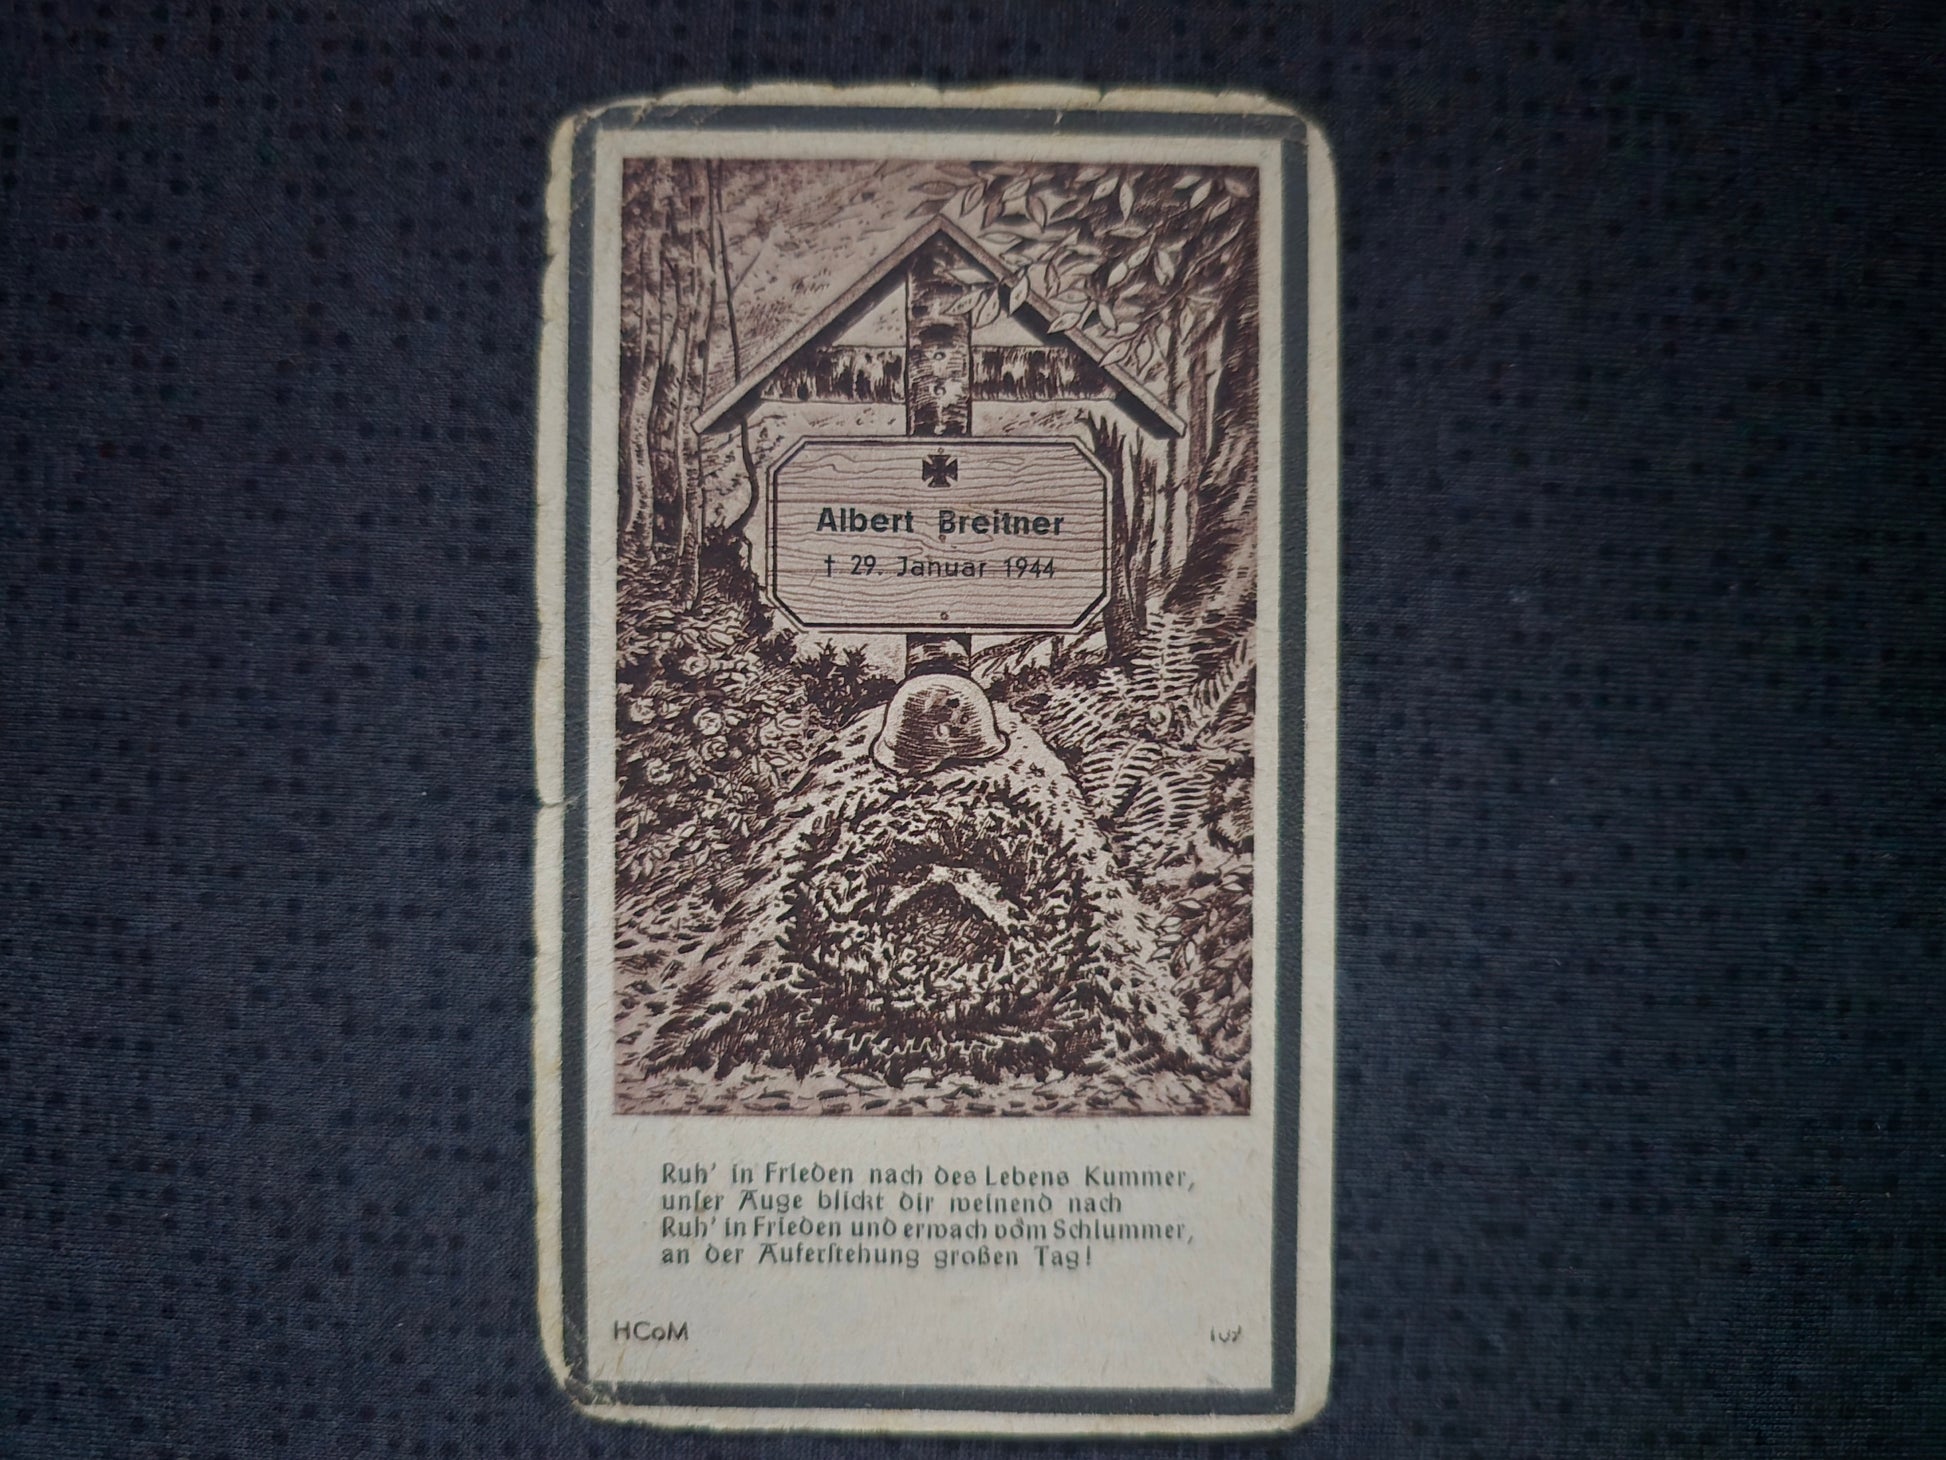 Albert Breitner
† 29. Januar 1944
Ruh' in Frieden nach des Lebens Kummer,
unser Auge blickt dir weinend nach
Ruh' in Frieden und erwach vom Schlummer,
an der Auferstehung großen Tag!
HCoM